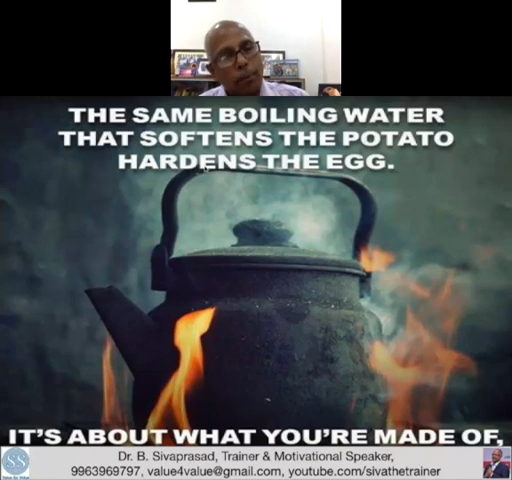 THE SAME BOILING WATER
THAT SOFTENS THE POTATO
HARDENS THE EGG.
IT'S ABOUT WHAT YOU'RE MADE OF,
SS
Dr. B. Sivaprasad, Trainer & Motivational Speaker,
9963969797, value4value@gmail.com, youtube.com/sivathetrainer